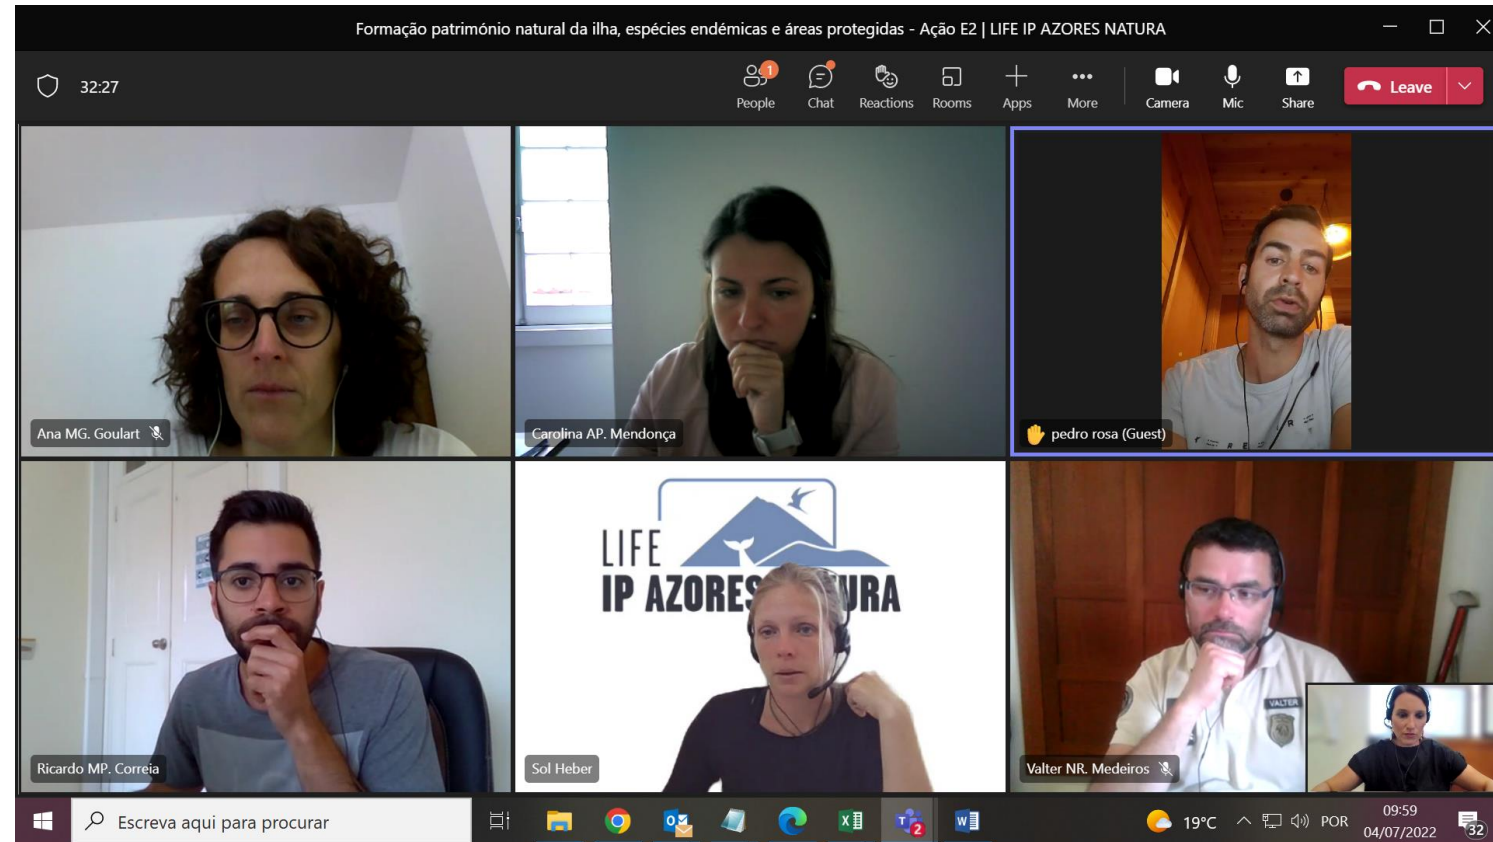 Formação património natural da ilha, espécies endémicas e áreas protegidas - Ação E2 | LIFE IP AZORES NATURA
32:27
1
People
Chat
Reactions
Rooms
Apps
More
Camera
Mic
Share
Leave
Ana MG. Goulart
Carolina AP. Mendonça
pedro rosa (Guest)
LIFE
IP AZORES NATURA
VALTER
Ricardo MP. Correia
Sol Heber
Valter NR. Medeiros
Escreva aqui para procurar
2
19°C
POR
09:59
04/07/2022
32